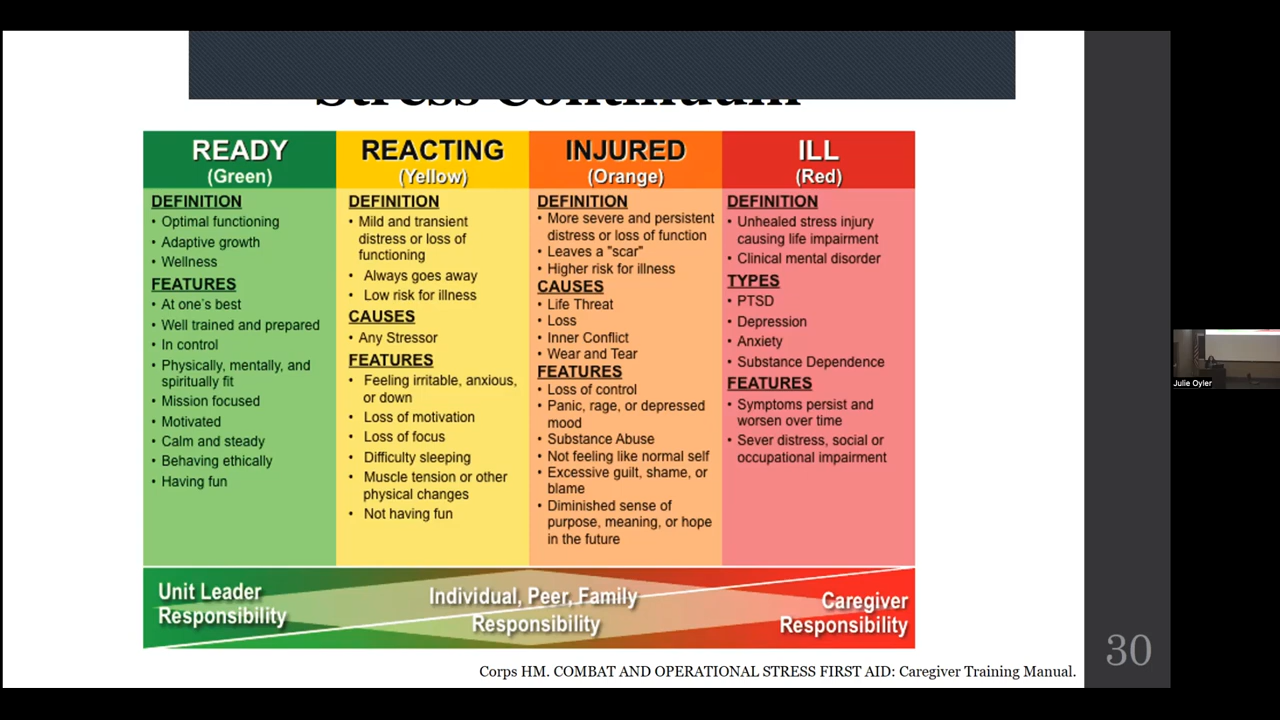 Stress Continuum
READY
(Green)
DEFINITION
• Optimal functioning
• Adaptive growth
• Wellness
FEATURES
• At one's best
• Well trained and prepared
• In control
• Physically, mentally, and
spiritually fit
• Mission focused
• Motivated
• Calm and steady
• Behaving ethically
• Having fun
REACTING
(Yellow)
DEFINITION
• Mild and transient
distress or loss of
functioning
• Always goes away
• Low risk for illness
CAUSES
• Any Stressor
FEATURES
• Feeling irritable, anxious,
or down
• Loss of motivation
• Loss of focus
• Difficulty sleeping
• Muscle tension or other
physical changes
• Not having fun
INJURED
(Orange)
DEFINITION
• More severe and persistent
distress or loss of function
• Leaves a "scar"
• Higher risk for illness
CAUSES
• Life Threat
• Loss
• Inner Conflict
• Wear and Tear
FEATURES
• Loss of control
• Panic, rage, or depressed
mood
• Substance Abuse
• Not feeling like normal self
• Excessive guilt, shame, or
blame
• Diminished sense of
purpose, meaning, or hope
in the future
ILL
(Red)
DEFINITION
• Unhealed stress injury
causing life impairment
• Clinical mental disorder
TYPES
• PTSD
• Depression
• Anxiety
• Substance Dependence
FEATURES
• Symptoms persist and
worsen over time
• Sever distress, social or
occupational impairment
Unit Leader
Responsibility
Individual, Peer, Family
Responsibility
Caregiver
Responsibility
Corps HM. COMBAT AND OPERATIONAL STRESS FIRST AID: Caregiver Training Manual.
30
Julie Oyler